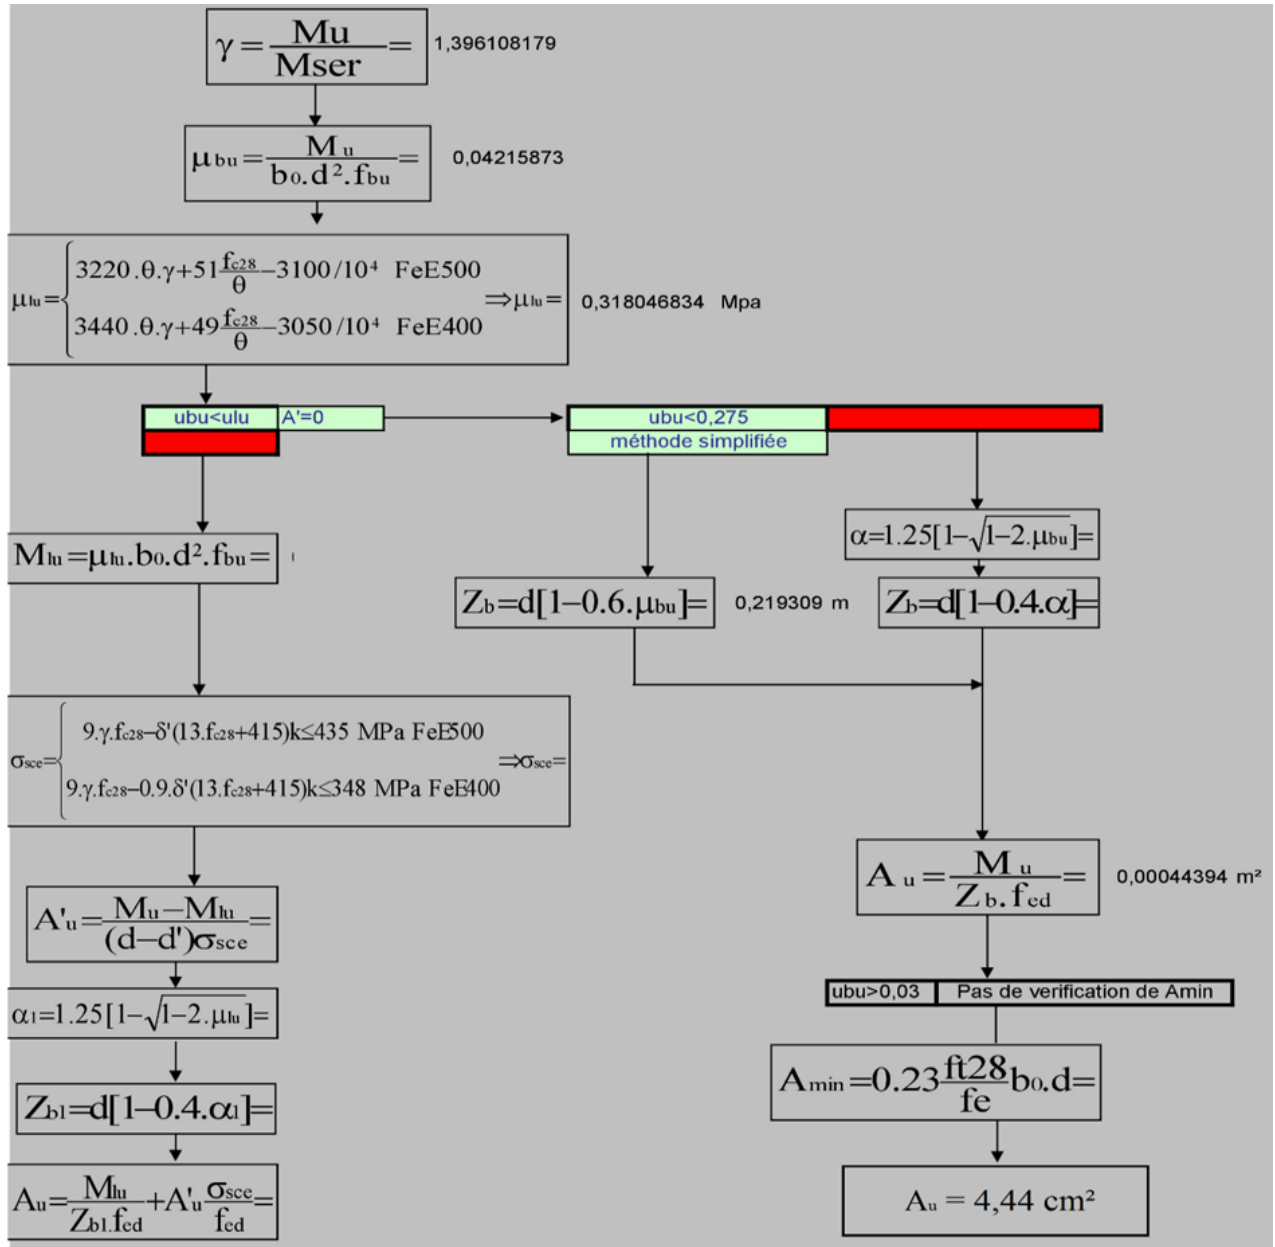 γ = Mu / Mser = 1,396108179
μbu = Mu / b₀.d².fbu = 0,04215873
μlu = { 3220.θ.γ+51 fc28/θ −3100/10⁴ FeE500
3440.θ.γ+49 fc28/θ −3050/10⁴ FeE400 ⇒μlu= 0,318046834 Mpa
ubu<ulu A'=0 ubu<0,275
méthode simplifiée
Mlu=μlu.b₀.d².fbu=
α=1.25[1−√1−2.μbu]=
Zb=d[1−0.6.μbu]= 0,219309 m Zb=d[1−0.4.α]=
σsce= { 9.γ.fc28−δ'(13.fc28+415)k≤435 MPa FeE500
9.γ.fc28−0.9.δ'(13.fc28+415)k≤348 MPa FeE400 ⇒σsce=
Au = Mu / Zb.fed = 0,00044394 m²
A'u = Mu−Mlu / (d−d')σsce =
ubu>0,03 Pas de verification de Amin
α1=1.25[1−√1−2.μlu]=
Amin=0.23 ft28/fe b₀.d=
Zb1=d[1−0.4.α1]=
Au = Mlu / Zb1.fed + A'u σsce/fed =
Au = 4,44 cm²